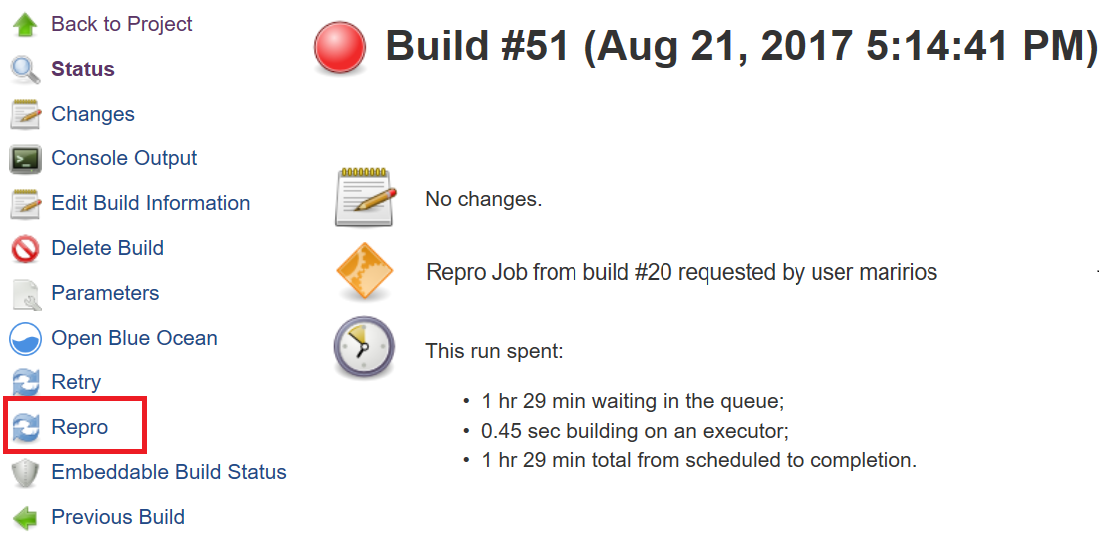 Back to Project
Status
Changes
Console Output
Edit Build Information
Delete Build
Parameters
Open Blue Ocean
Retry
Repro
Embeddable Build Status
Previous Build
Build #51 (Aug 21, 2017 5:14:41 PM)
No changes.
Repro Job from build #20 requested by user maririos
This run spent:
• 1 hr 29 min waiting in the queue;
• 0.45 sec building on an executor;
• 1 hr 29 min total from scheduled to completion.